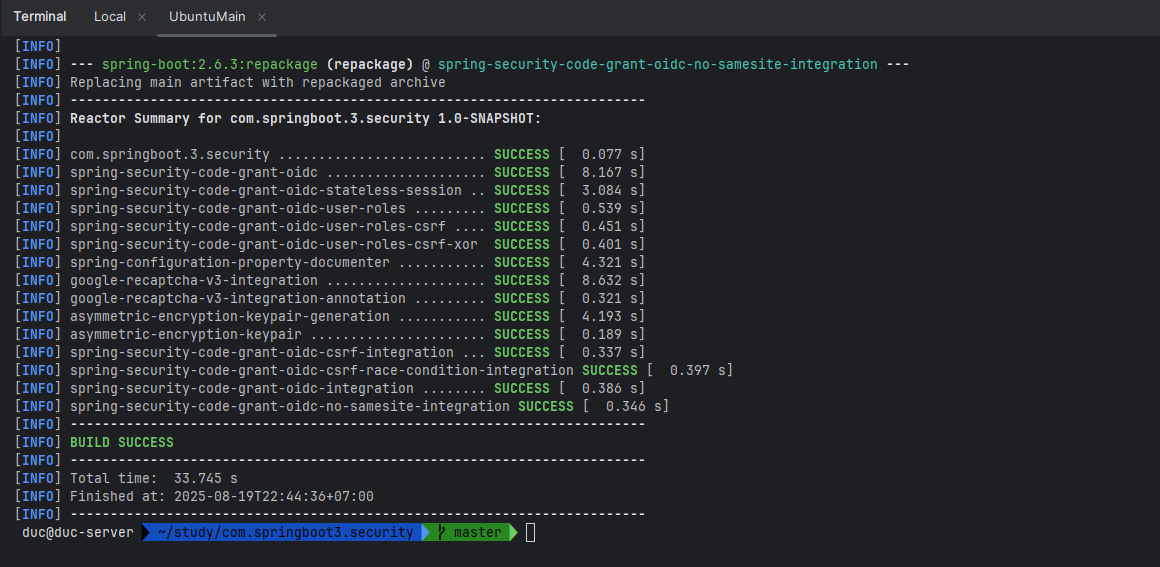 Terminal Local × UbuntuMain ×
[INFO]
[INFO] --- spring-boot:2.6.3:repackage (repackage) @ spring-security-code-grant-oidc-no-samesite-integration ---
[INFO] Replacing main artifact with repackaged archive
[INFO] ------------------------------------------------------------------------
[INFO] Reactor Summary for com.springboot.3.security 1.0-SNAPSHOT:
[INFO]
[INFO] com.springboot.3.security .......................... SUCCESS [  0.077 s]
[INFO] spring-security-code-grant-oidc .................... SUCCESS [  8.167 s]
[INFO] spring-security-code-grant-oidc-stateless-session .. SUCCESS [  3.084 s]
[INFO] spring-security-code-grant-oidc-user-roles ......... SUCCESS [  0.539 s]
[INFO] spring-security-code-grant-oidc-user-roles-csrf .... SUCCESS [  0.451 s]
[INFO] spring-security-code-grant-oidc-user-roles-csrf-xor  SUCCESS [  0.401 s]
[INFO] spring-configuration-property-documenter ........... SUCCESS [  4.321 s]
[INFO] google-recaptcha-v3-integration .................... SUCCESS [  8.632 s]
[INFO] google-recaptcha-v3-integration-annotation ......... SUCCESS [  0.321 s]
[INFO] asymmetric-encryption-keypair-generation ........... SUCCESS [  4.193 s]
[INFO] asymmetric-encryption-keypair ...................... SUCCESS [  0.189 s]
[INFO] spring-security-code-grant-oidc-csrf-integration ... SUCCESS [  0.337 s]
[INFO] spring-security-code-grant-oidc-csrf-race-condition-integration SUCCESS [  0.397 s]
[INFO] spring-security-code-grant-oidc-integration ........ SUCCESS [  0.386 s]
[INFO] spring-security-code-grant-oidc-no-samesite-integration SUCCESS [  0.346 s]
[INFO] ------------------------------------------------------------------------
[INFO] BUILD SUCCESS
[INFO] ------------------------------------------------------------------------
[INFO] Total time:  33.745 s
[INFO] Finished at: 2025-08-19T22:44:36+07:00
[INFO] ------------------------------------------------------------------------
duc@duc-server ~/study/com.springboot3.security master